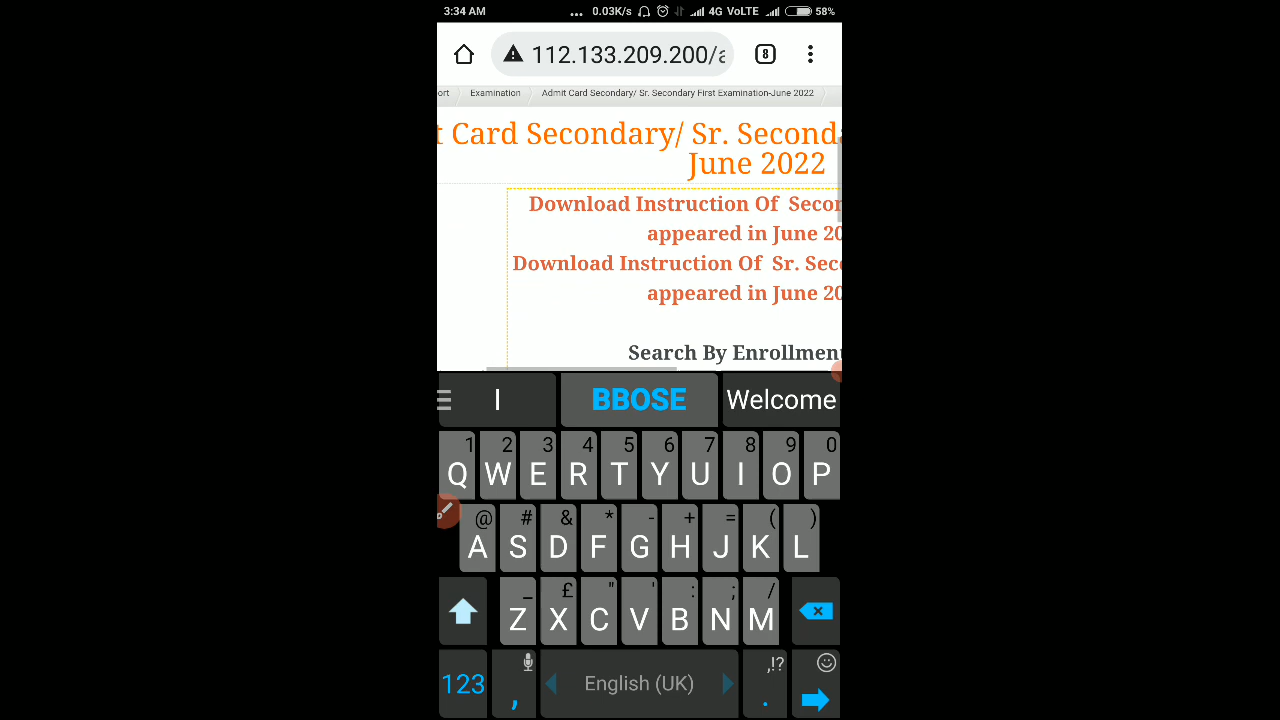 3:34 AM ... 0.03K/s 4G VoLTE 58%
112.133.209.200/a 8
ort Examination Admit Card Secondary/ Sr. Secondary First Examination-June 2022
t Card Secondary/ Sr. Seconda
June 2022
Download Instruction Of Secon
appeared in June 20
Download Instruction Of Sr. Seco
appeared in June 20
Search By Enrollment
I BBOSE Welcome
1 2 3 4 5 6 7 8 9 0
Q W E R T Y U I O P
@ # & * - + = ( )
A S D F G H J K L
_ £ " ' : ; /
Z X C V B N M
,!?
123 , English (UK) .